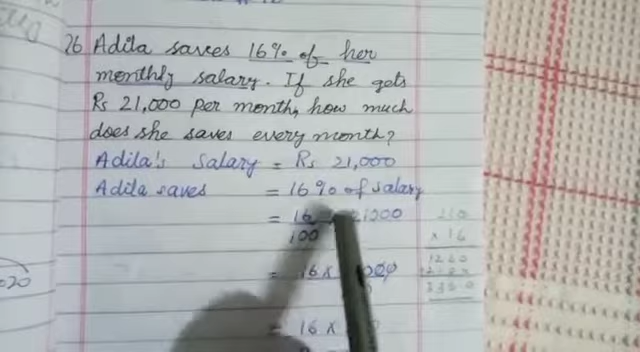 26 Adila saves 16% of her
monthly salary. If she gets
Rs 21,000 per month, how much
does she saves every month?
Adila's Salary = Rs 21,000
Adila saves = 16% of salary
= 16
100
210
× 16
1260
= 16 ×
3360
= 16 ×